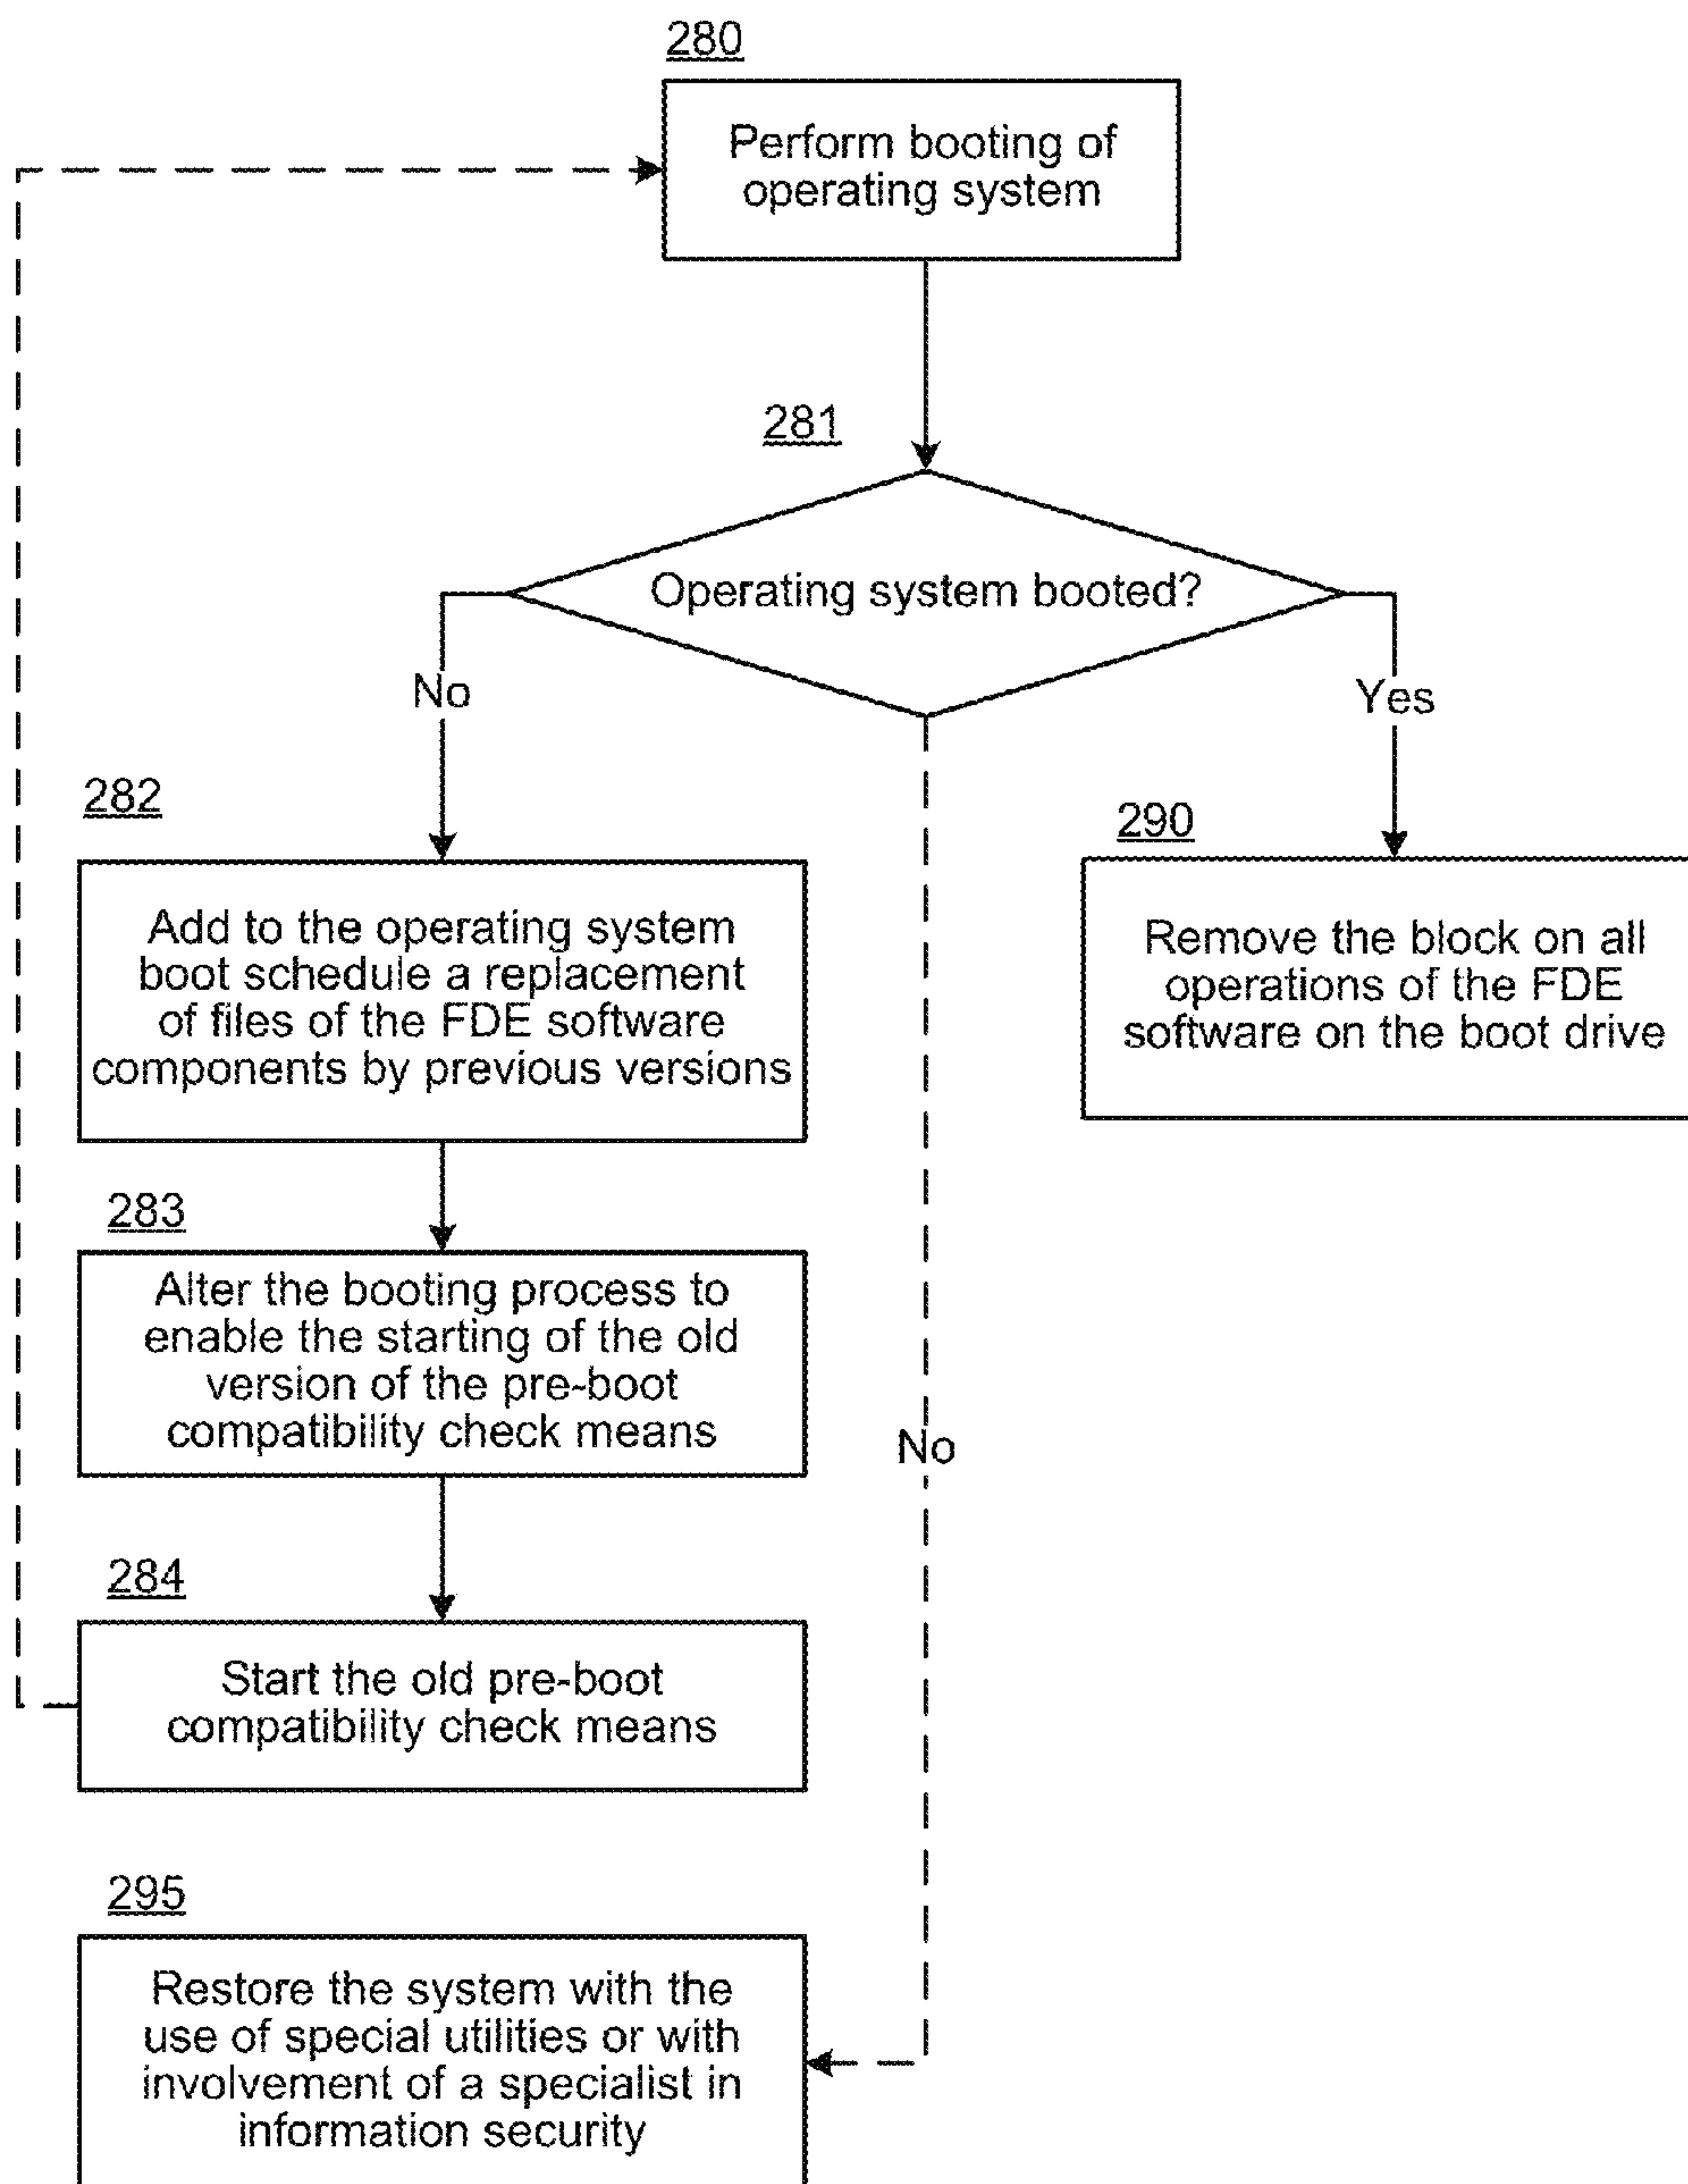 280
Perform booting of
operating system
281
Operating system booted?
No
Yes
282
Add to the operating system
boot schedule a replacement
of files of the FDE software
components by previous versions
290
Remove the block on all
operations of the FDE
software on the boot drive
283
Alter the booting process to
enable the starting of the old
version of the pre-boot
compatibility check means
No
284
Start the old pre-boot
compatibility check means
295
Restore the system with the
use of special utilities or with
involvement of a specialist in
information security